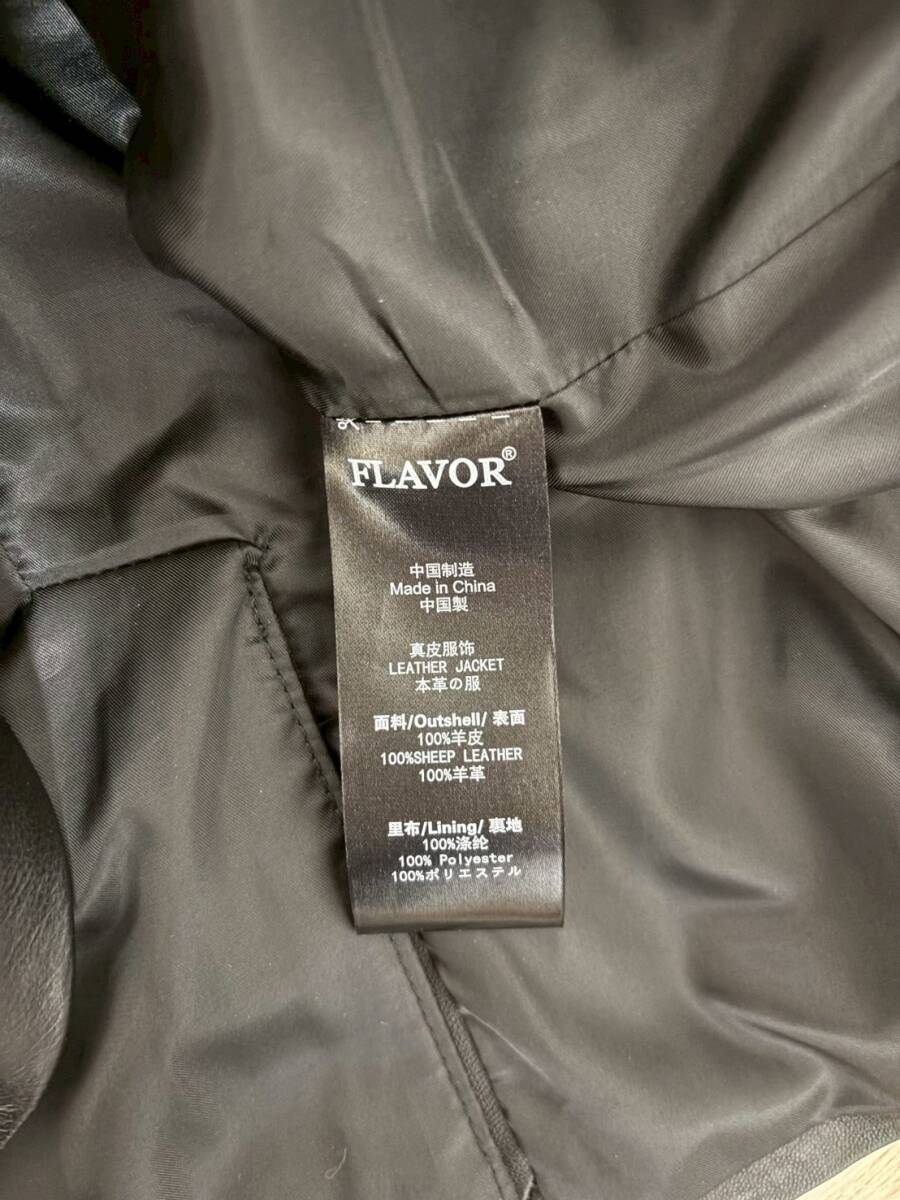 FLAVOR®
中国制造
Made in China
中国製
真皮服饰
LEATHER JACKET
本革の服
面料/Outshell/表面
100%羊皮
100%SHEEP LEATHER
100%羊革
里布/Lining/裏地
100%涤纶
100% Polyester
100%ポリエステル